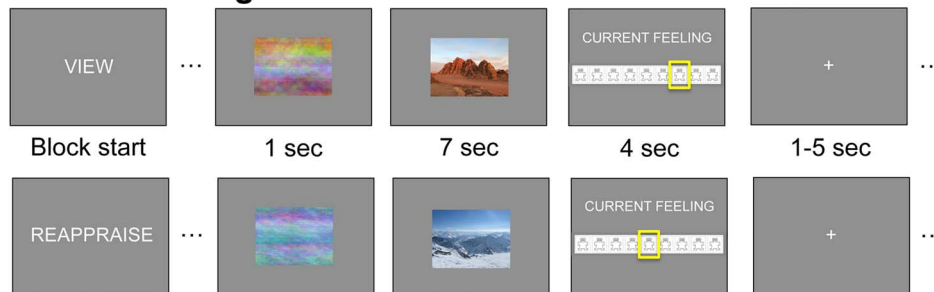 VIEW
...
CURRENT FEELING
+
..
Block start
1 sec
7 sec
4 sec
1-5 sec
REAPPRAISE
...
CURRENT FEELING
+
..